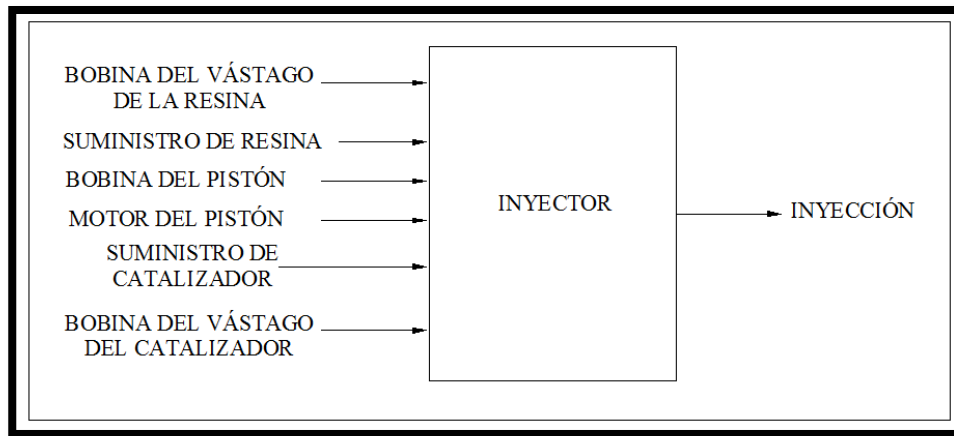 BOBINA DEL VÁSTAGO
DE LA RESINA
SUMINISTRO DE RESINA
BOBINA DEL PISTÓN
MOTOR DEL PISTÓN
SUMINISTRO DE
CATALIZADOR
BOBINA DEL VÁSTAGO
DEL CATALIZADOR
INYECTOR
INYECCIÓN